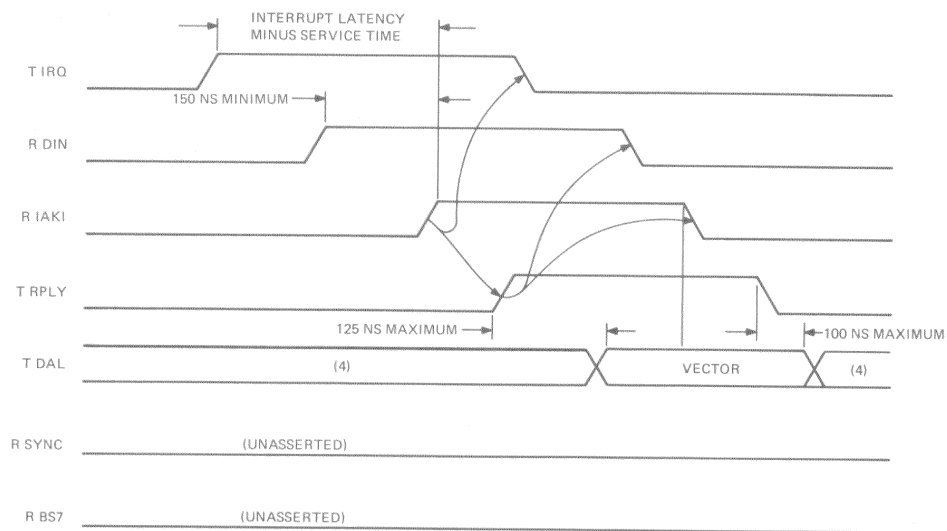 INTERRUPT LATENCY
MINUS SERVICE TIME
T IRQ
150 NS MINIMUM
R DIN
R IAKI
T RPLY
125 NS MAXIMUM
100 NS MAXIMUM
T DAL
(4)
VECTOR
(4)
R SYNC
(UNASSERTED)
R BS7
(UNASSERTED)